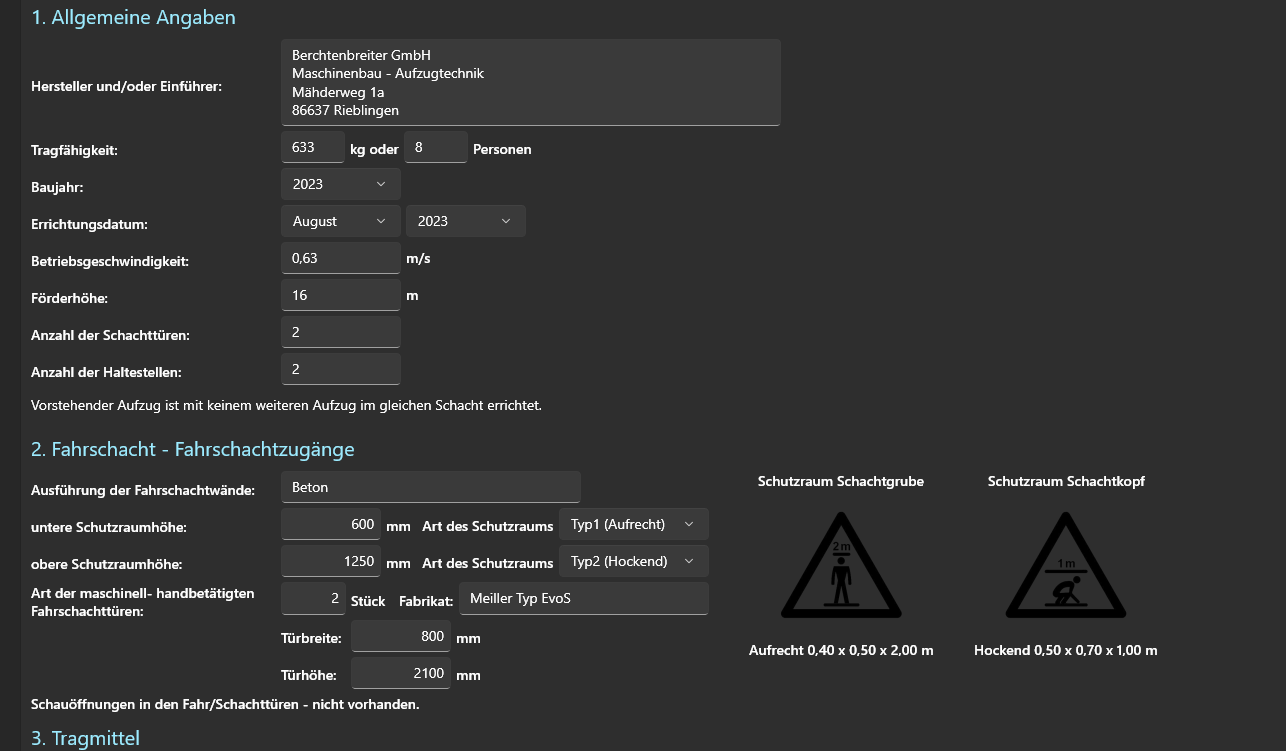 1. Allgemeine Angaben
Hersteller und/oder Einführer:
Berchtenbreiter GmbH
Maschinenbau - Aufzugtechnik
Mähderweg 1a
86637 Rieblingen
Tragfähigkeit: 633 kg oder 8 Personen
Baujahr: 2023
Errichtungsdatum: August 2023
Betriebsgeschwindigkeit: 0,63 m/s
Förderhöhe: 16 m
Anzahl der Schachttüren: 2
Anzahl der Haltestellen: 2
Vorstehender Aufzug ist mit keinem weiteren Aufzug im gleichen Schacht errichtet.
2. Fahrschacht - Fahrschachtzugänge
Ausführung der Fahrschachtwände: Beton
untere Schutzraumhöhe: 600 mm Art des Schutzraums Typ1 (Aufrecht)
obere Schutzraumhöhe: 1250 mm Art des Schutzraums Typ2 (Hockend)
Art der maschinell- handbetätigten
Fahrschachttüren:
2 Stück Fabrikat: Meiller Typ EvoS
Türbreite: 800 mm
Türhöhe: 2100 mm
Schutzraum Schachtgrube
2 m
Aufrecht 0,40 x 0,50 x 2,00 m
Schutzraum Schachtkopf
1 m
Hockend 0,50 x 0,70 x 1,00 m
Schauöffnungen in den Fahr/Schachttüren - nicht vorhanden.
3. Tragmittel